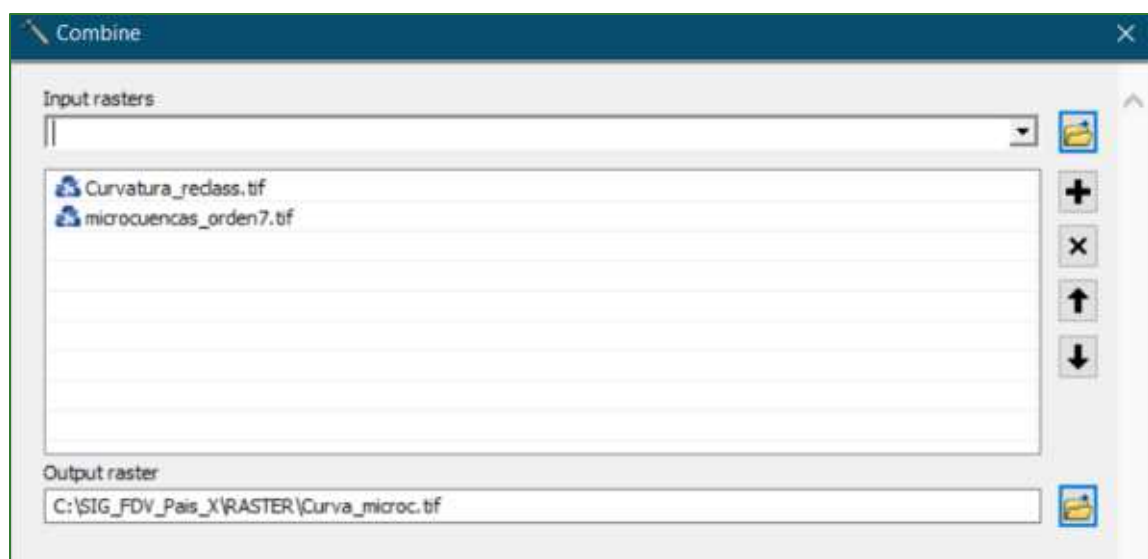 Combine
Input rasters
Curvatura_reclass.tif
microcuencas_orden7.tif
Output raster
C:\SIG_FDV_Pais_X\RASTER\Curva_microc.tif